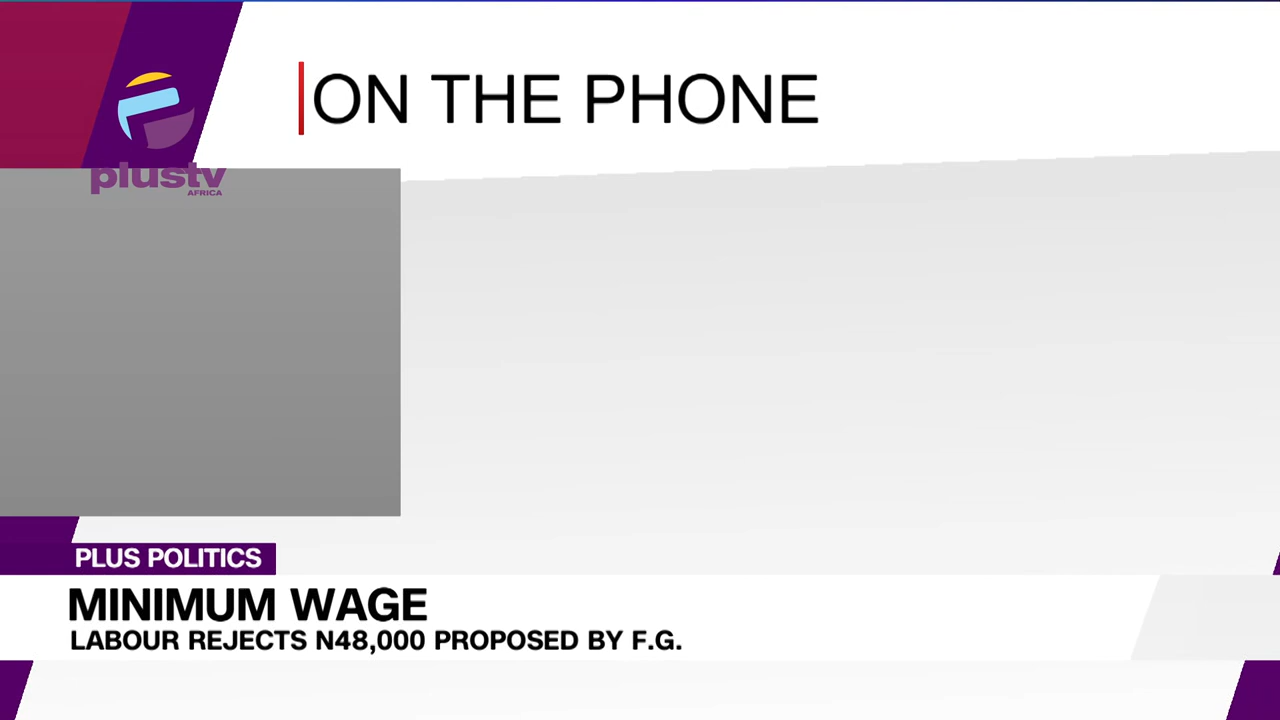 ON THE PHONE
plustv
AFRICA
PLUS POLITICS
MINIMUM WAGE
LABOUR REJECTS N48,000 PROPOSED BY F.G.